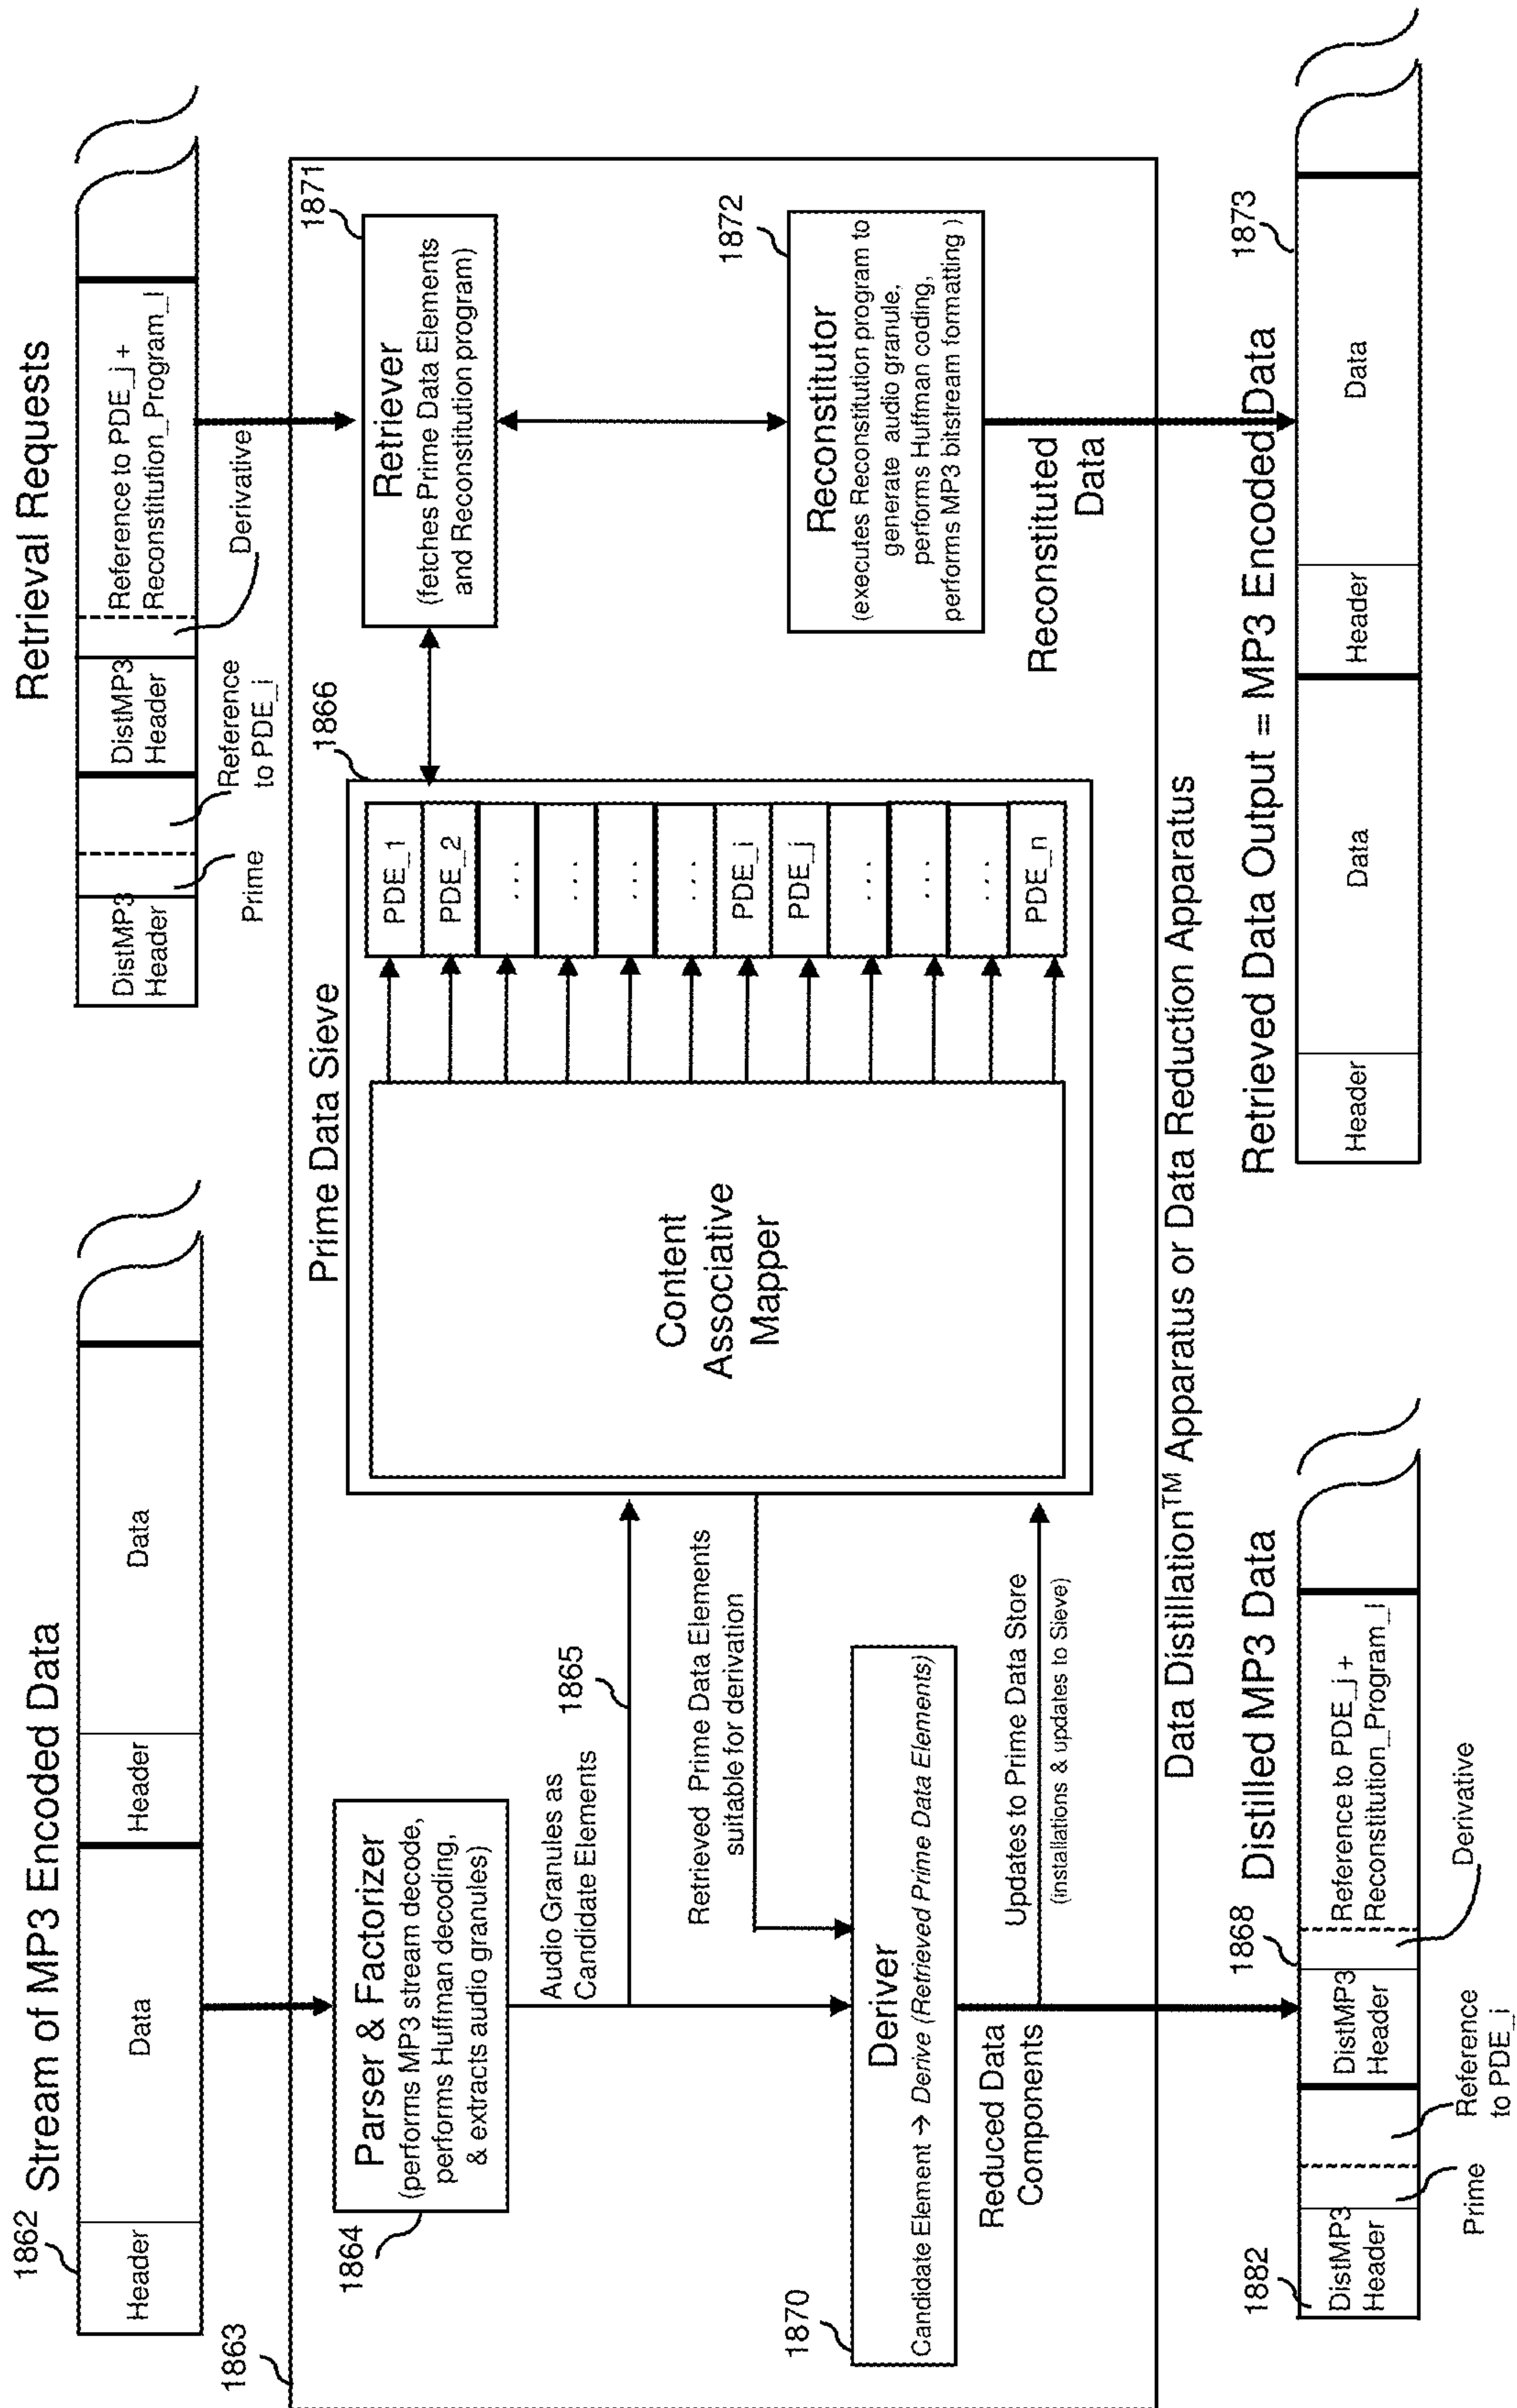 1862
Stream of MP3 Encoded Data
Header
Data
Header
Data
Retrieval Requests
DistMP3
Header
DistMP3
Header
Reference to PDE_j +
Reconstitution_Program_l
Prime
Reference
to PDE_i
Derivative
1863
1864
Parser & Factorizer
(performs MP3 stream decode,
performs Huffman decoding,
& extracts audio granules)
Audio Granules as
Candidate Elements
1865
Retrieved Prime Data Elements
suitable for derivation
1870
Deriver
Candidate Element → Derive (Retrieved Prime Data Elements)
Reduced Data
Components
Updates to Prime Data Store
(installations & updates to Sieve)
Prime Data Sieve
1866
Content
Associative
Mapper
PDE_1
PDE_2
...
...
...
...
PDE_i
PDE_j
...
...
...
PDE_n
1871
Retriever
(fetches Prime Data Elements
and Reconstitution program)
1872
Reconstitutor
(executes Reconstitution program to
generate audio granule,
performs Huffman coding,
performs MP3 bitstream formatting )
Reconstituted
Data
Data Distillation™ Apparatus or Data Reduction Apparatus
1882
1868
Distilled MP3 Data
DistMP3
Header
DistMP3
Header
Reference to PDE_j +
Reconstitution_Program_l
Prime
Reference
to PDE_i
Derivative
Retrieved Data Output = MP3 Encoded Data
1873
Header
Data
Header
Data